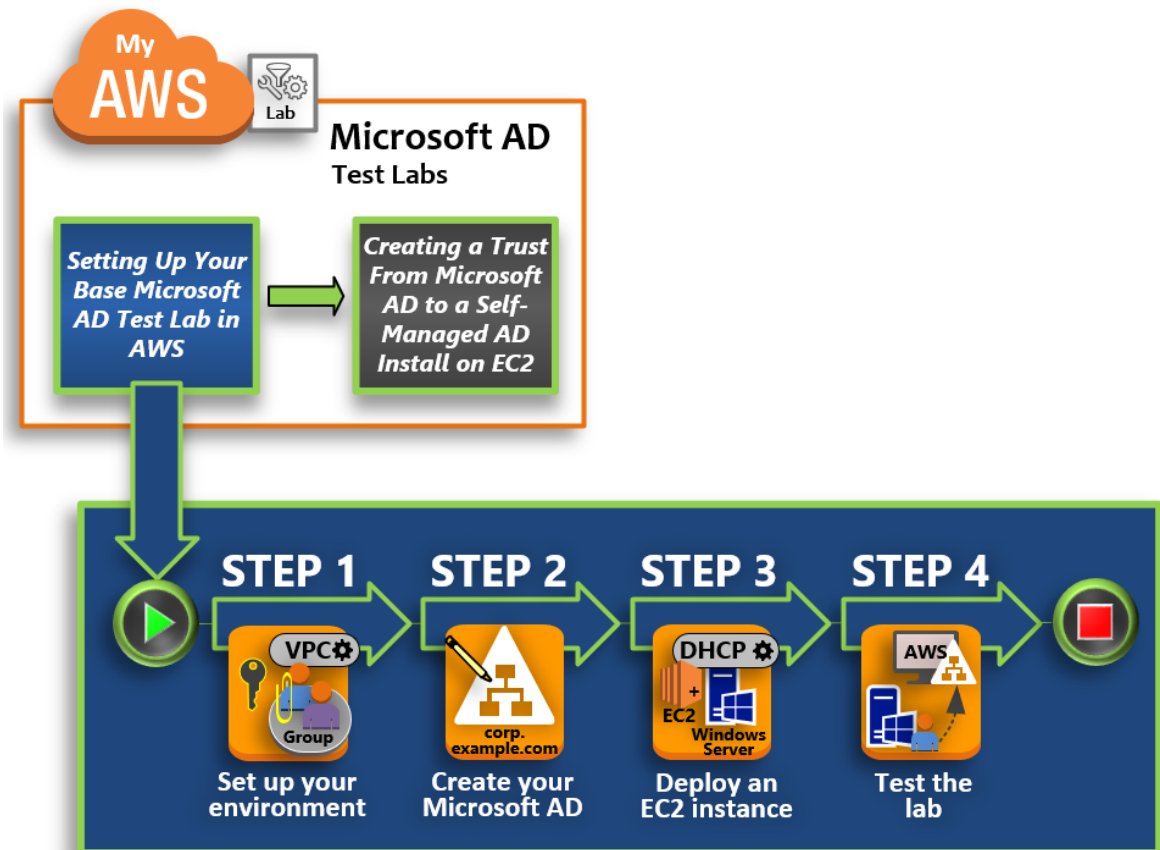 My
AWS
Lab
Microsoft AD
Test Labs
Setting Up Your
Base Microsoft
AD Test Lab in
AWS
Creating a Trust
From Microsoft
AD to a Self-
Managed AD
Install on EC2
STEP 1
VPC
Group
Set up your
environment
STEP 2
corp.
example.com
Create your
Microsoft AD
STEP 3
DHCP
+
EC2
Windows
Server
Deploy an
EC2 instance
STEP 4
AWS
Test the
lab